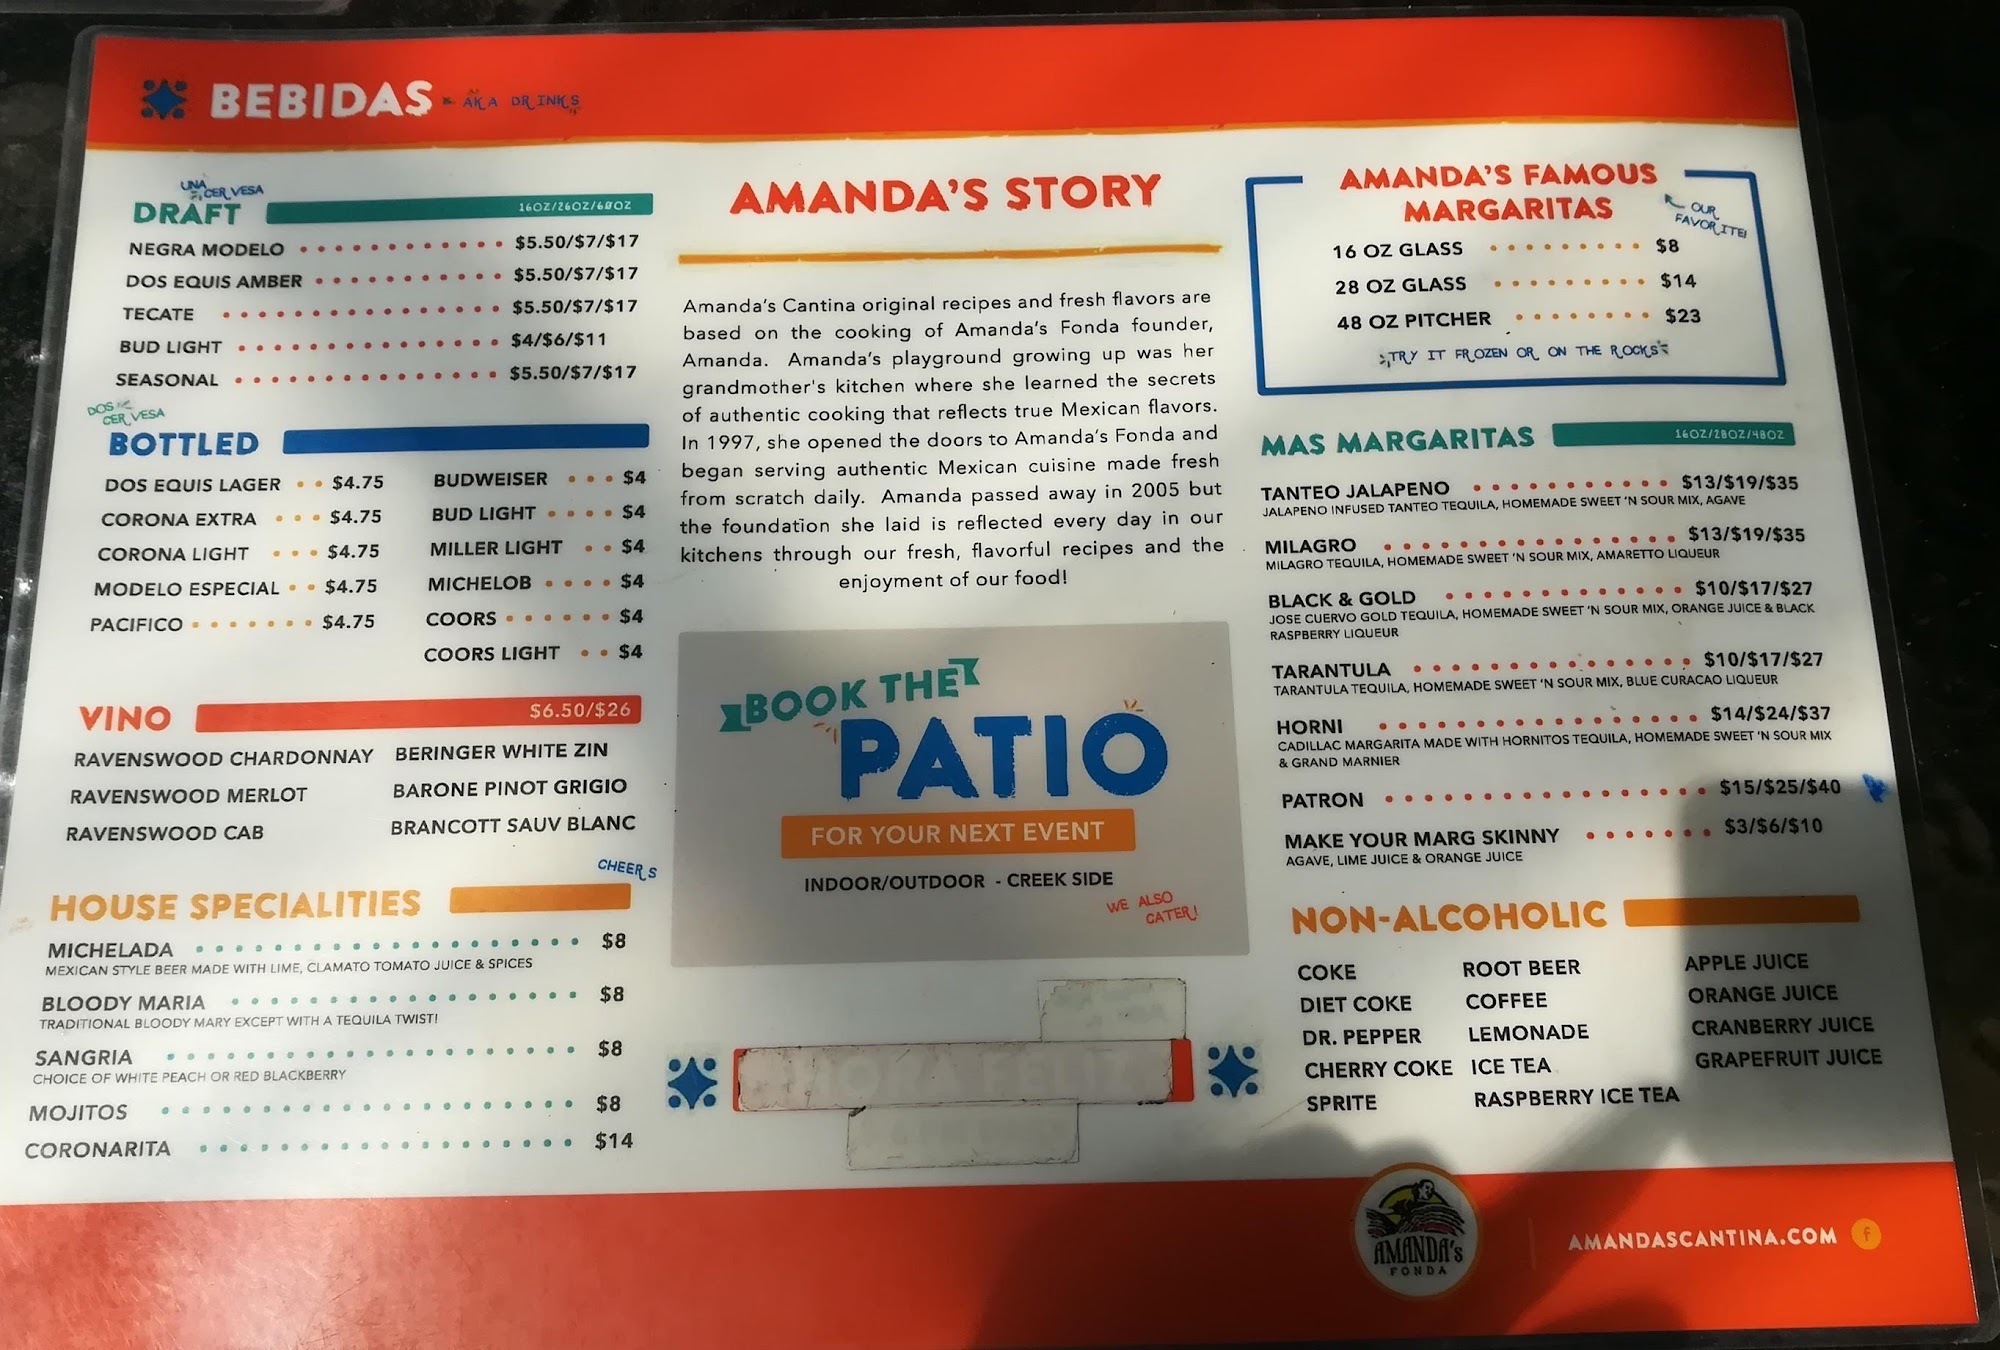 BEBIDAS AKA DRINKS
UNA CERVESA
DRAFT 16OZ/26OZ/60OZ
NEGRA MODELO $5.50/$7/$17
DOS EQUIS AMBER $5.50/$7/$17
TECATE $5.50/$7/$17
BUD LIGHT $4/$6/$11
SEASONAL $5.50/$7/$17
DOS CERVESA
BOTTLED
DOS EQUIS LAGER $4.75
CORONA EXTRA $4.75
CORONA LIGHT $4.75
MODELO ESPECIAL $4.75
PACIFICO $4.75
BUDWEISER $4
BUD LIGHT $4
MILLER LIGHT $4
MICHELOB $4
COORS $4
COORS LIGHT $4
VINO $6.50/$26
RAVENSWOOD CHARDONNAY
RAVENSWOOD MERLOT
RAVENSWOOD CAB
BERINGER WHITE ZIN
BARONE PINOT GRIGIO
BRANCOTT SAUV BLANC
CHEERS
HOUSE SPECIALITIES
MICHELADA $8
MEXICAN STYLE BEER MADE WITH LIME, CLAMATO TOMATO JUICE & SPICES
BLOODY MARIA $8
TRADITIONAL BLOODY MARY EXCEPT WITH A TEQUILA TWIST!
SANGRIA $8
CHOICE OF WHITE PEACH OR RED BLACKBERRY
MOJITOS $8
CORONARITA $14
AMANDA'S STORY
Amanda's Cantina original recipes and fresh flavors are
based on the cooking of Amanda's Fonda founder,
Amanda. Amanda's playground growing up was her
grandmother's kitchen where she learned the secrets
of authentic cooking that reflects true Mexican flavors.
In 1997, she opened the doors to Amanda's Fonda and
began serving authentic Mexican cuisine made fresh
from scratch daily. Amanda passed away in 2005 but
the foundation she laid is reflected every day in our
kitchens through our fresh, flavorful recipes and the
enjoyment of our food!
BOOK THE
PATIO
FOR YOUR NEXT EVENT
INDOOR/OUTDOOR - CREEK SIDE
WE ALSO
CATER!
HORA FELIZ
AMANDA'S FAMOUS
MARGARITAS
OUR
FAVORITE!
16 OZ GLASS $8
28 OZ GLASS $14
48 OZ PITCHER $23
TRY IT FROZEN OR ON THE ROCKS
MAS MARGARITAS 16OZ/28OZ/48OZ
TANTEO JALAPENO $13/$19/$35
JALAPENO INFUSED TANTEO TEQUILA, HOMEMADE SWEET 'N SOUR MIX, AGAVE
MILAGRO $13/$19/$35
MILAGRO TEQUILA, HOMEMADE SWEET 'N SOUR MIX, AMARETTO LIQUEUR
BLACK & GOLD $10/$17/$27
JOSE CUERVO GOLD TEQUILA, HOMEMADE SWEET 'N SOUR MIX, ORANGE JUICE & BLACK
RASPBERRY LIQUEUR
TARANTULA $10/$17/$27
TARANTULA TEQUILA, HOMEMADE SWEET 'N SOUR MIX, BLUE CURACAO LIQUEUR
HORNI $14/$24/$37
CADILLAC MARGARITA MADE WITH HORNITOS TEQUILA, HOMEMADE SWEET 'N SOUR MIX
& GRAND MARNIER
PATRON $15/$25/$40
MAKE YOUR MARG SKINNY $3/$6/$10
AGAVE, LIME JUICE & ORANGE JUICE
NON-ALCOHOLIC
COKE
DIET COKE
DR. PEPPER
CHERRY COKE
SPRITE
ROOT BEER
COFFEE
LEMONADE
ICE TEA
RASPBERRY ICE TEA
APPLE JUICE
ORANGE JUICE
CRANBERRY JUICE
GRAPEFRUIT JUICE
AMANDA's
FONDA
AMANDASCANTINA.COM f